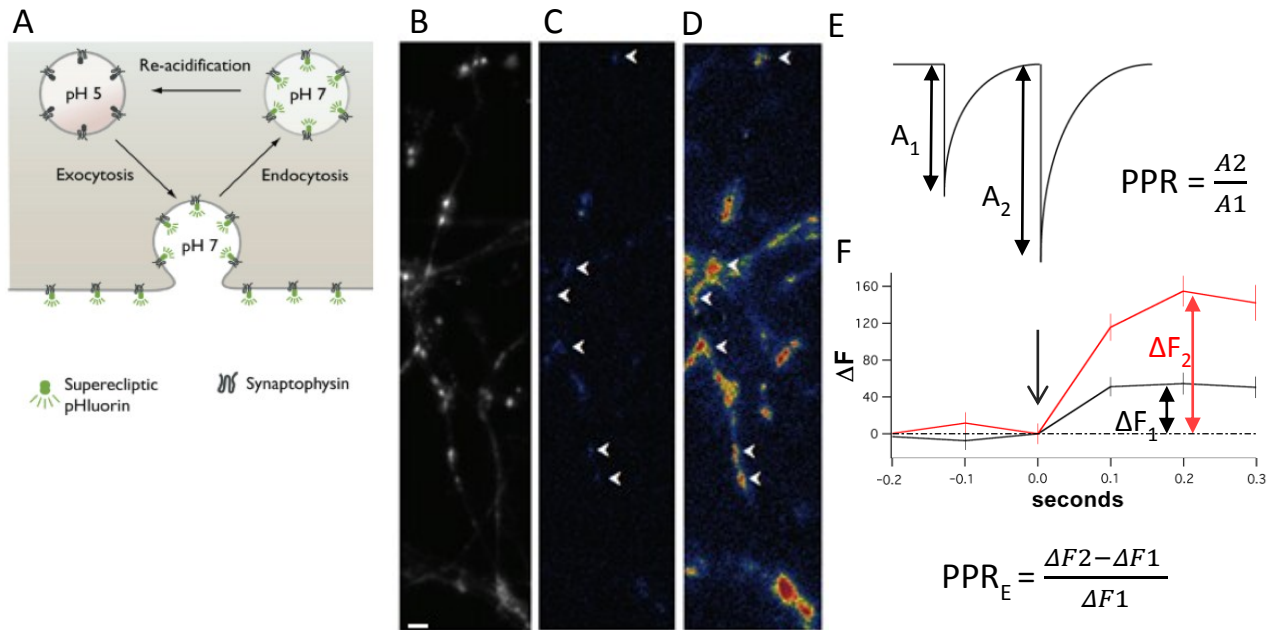 A
Re-acidification
pH 5
pH 7
Exocytosis
Endocytosis
pH 7
Superecliptic
pHluorin
Synaptophysin
B
C
D
E
A1
A2
PPR = A2/A1
F
160
120
80
40
0
ΔF
ΔF2
ΔF1
−0.2
−0.1
0.0
0.1
0.2
0.3
seconds
PPRE = ΔF2−ΔF1/ΔF1